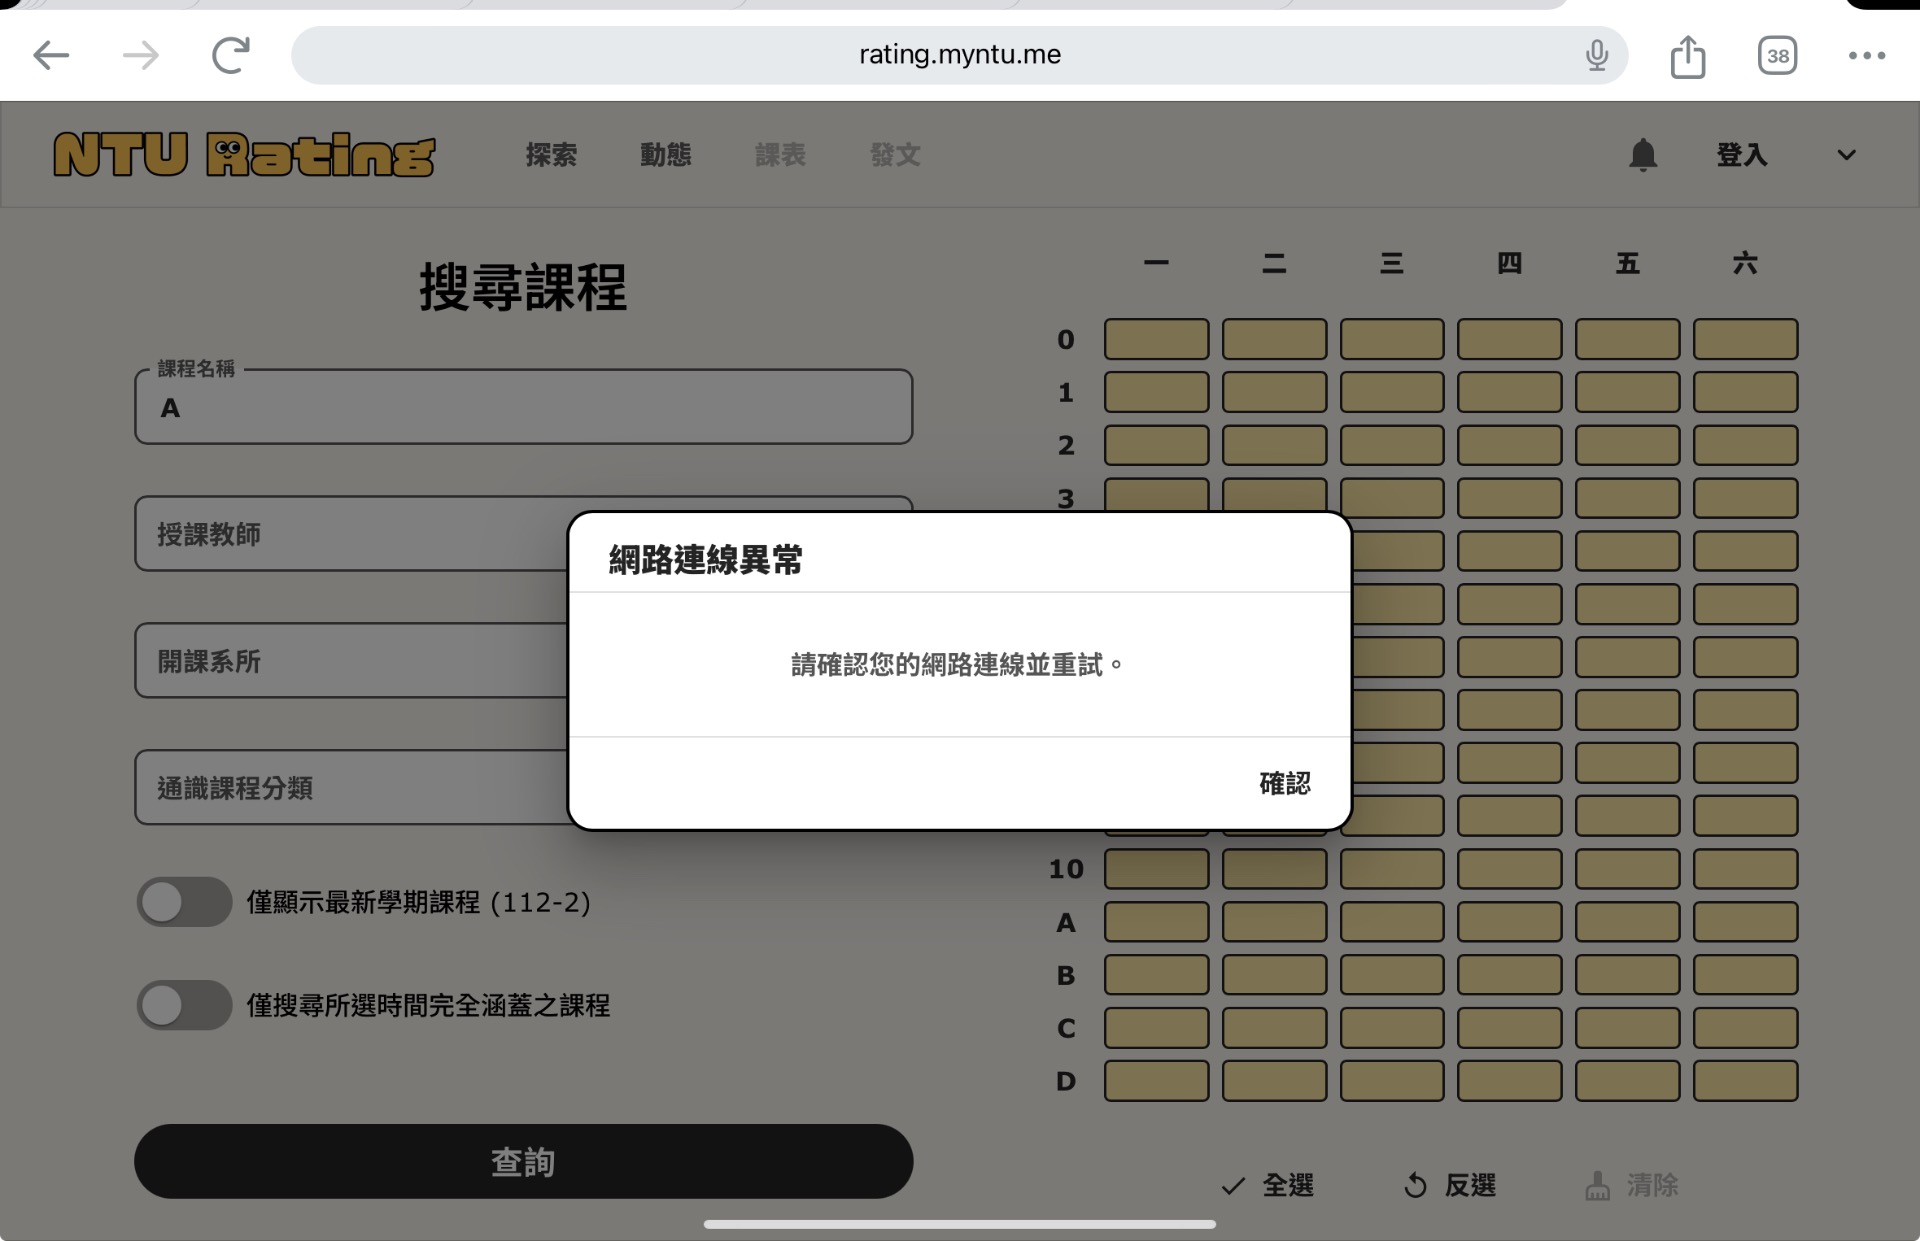 rating.myntu.me
38
NTU Rating
探索
動態
課表
發文
登入
搜尋課程
課程名稱
A
授課教師
開課系所
通識課程分類
僅顯示最新學期課程 (112-2)
僅搜尋所選時間完全涵蓋之課程
查詢
一 二 三 四 五 六
0
1
2
3
10
A
B
C
D
全選
反選
清除
網路連線異常
請確認您的網路連線並重試。
確認